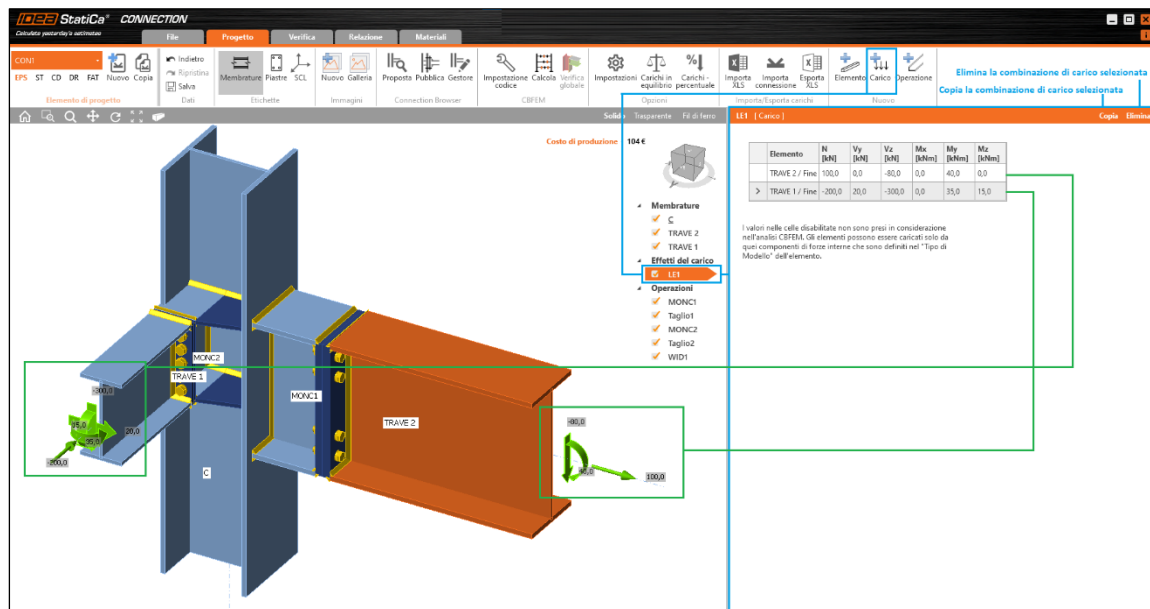 IDEA StatiCa® CONNECTION
Calculate yesterday's estimates
File Progetto Verifica Relazione Materiali
CON1
EPS ST CD DR FAT
Nuovo Copia
Elemento di progetto
Indietro
Ripristina
Salva
Dati
Membrature Piastre SCL
Etichette
Nuovo Galleria
Immagini
Proposta Pubblica Gestore
Connection Browser
Impostazione codice Calcola Verifica globale
CBFEM
Impostazioni Carichi in equilibrio Carichi - percentuale
Opzioni
Importa XLS Importa connessione Esporta XLS
Importa/Esporta carichi
Elemento Carico Operazione
Nuovo
Elimina la combinazione di carico selezionata
Copia la combinazione di carico selezionata
Solido Trasparente Fil di ferro
LE1 [ Carico ] Copia Elimina
Costo di produzione 104 €
Elemento N [kN] Vy [kN] Vz [kN] Mx [kNm] My [kNm] Mz [kNm]
TRAVE 2 / Fine 100,0 0,0 -80,0 0,0 40,0 0,0
> TRAVE 1 / Fine -200,0 20,0 -300,0 0,0 35,0 15,0
I valori nelle celle disabilitate non sono presi in considerazione
nell'analisi CBFEM. Gli elementi possono essere caricati solo da
quei componenti di forze interne che sono definiti nel "Tipo di
Modello" dell'elemento.
Membrature
C
TRAVE 2
TRAVE 1
Effetti del carico
LE1
Operazioni
MONC1
Taglio1
MONC2
Taglio2
WID1
MONC2
TRAVE 1
MONC1
TRAVE 2
C
-300,0
20,0
-200,0
-80,0
100,0